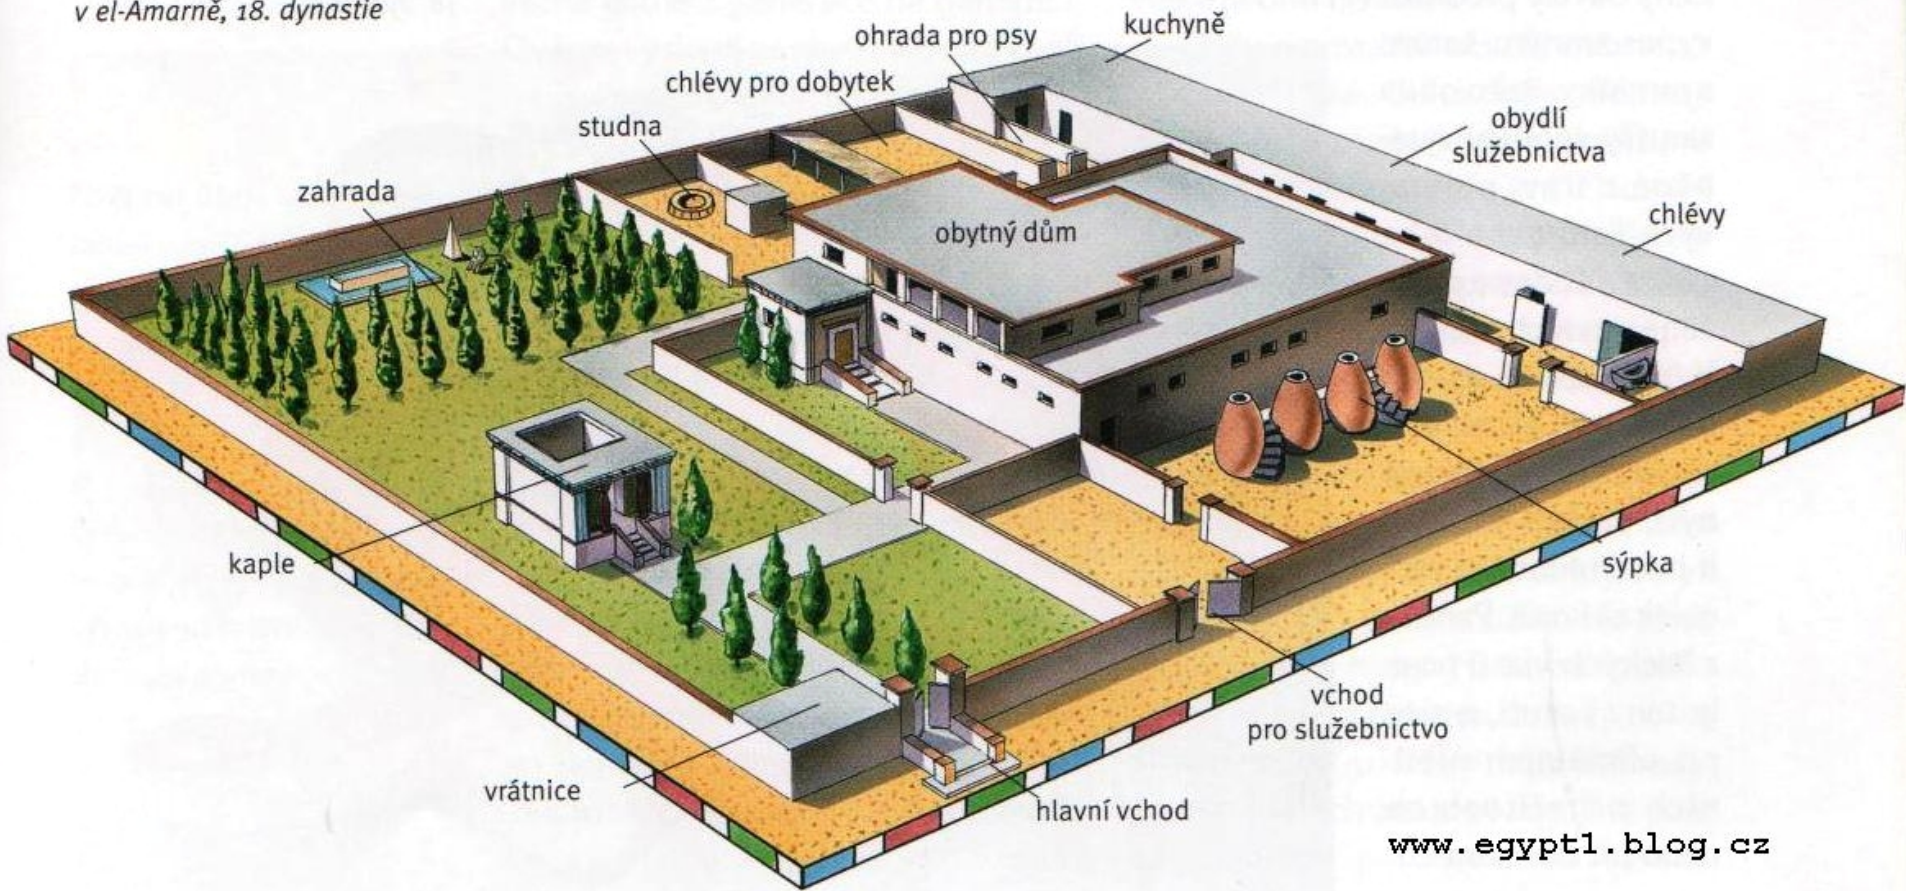 v el-Amarně, 18. dynastie
kuchyně
ohrada pro psy
chlévy pro dobytek
studna
obydlí
služebnictva
zahrada
chlévy
obytný dům
kaple
sýpka
vchod
pro služebnictvo
vrátnice
hlavní vchod
www.egypt1.blog.cz